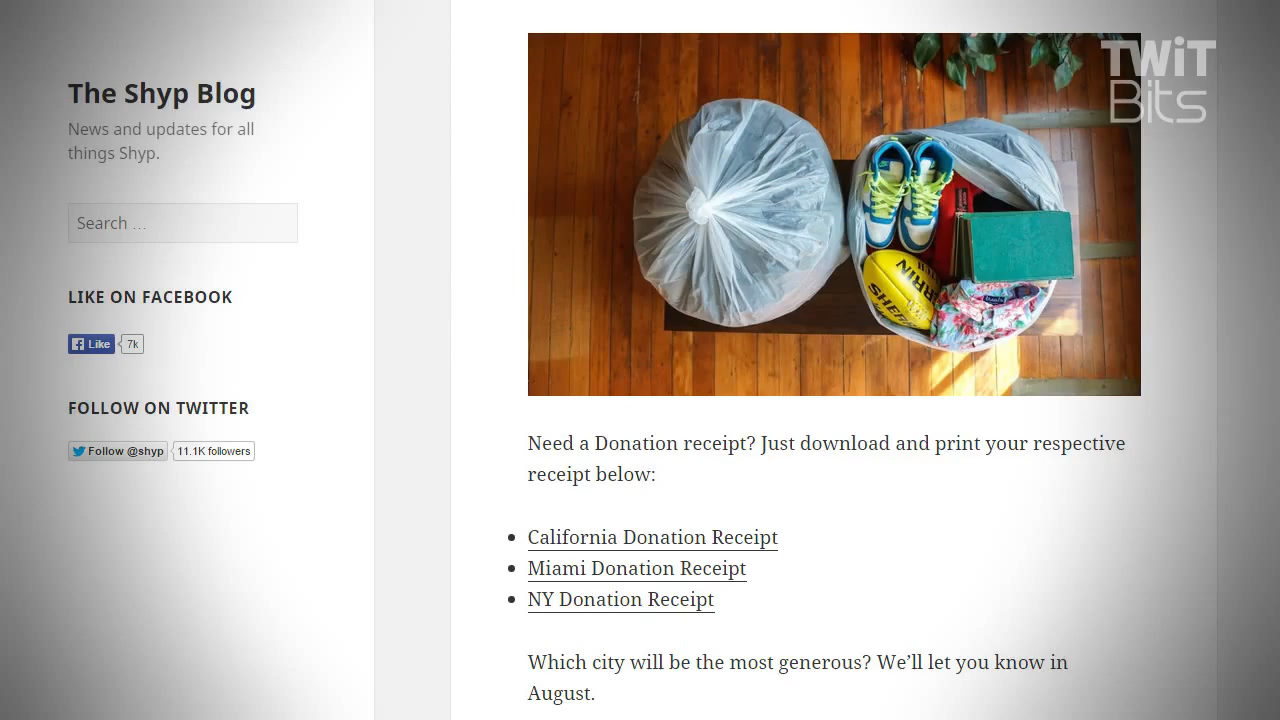 The Shyp Blog
News and updates for all
things Shyp.
Search …
LIKE ON FACEBOOK
Like
7k
FOLLOW ON TWITTER
Follow @shyp
11.1K followers
TWiT
Bits
SHERRIN
Need a Donation receipt? Just download and print your respective
receipt below:
California Donation Receipt
Miami Donation Receipt
NY Donation Receipt
Which city will be the most generous? We’ll let you know in
August.